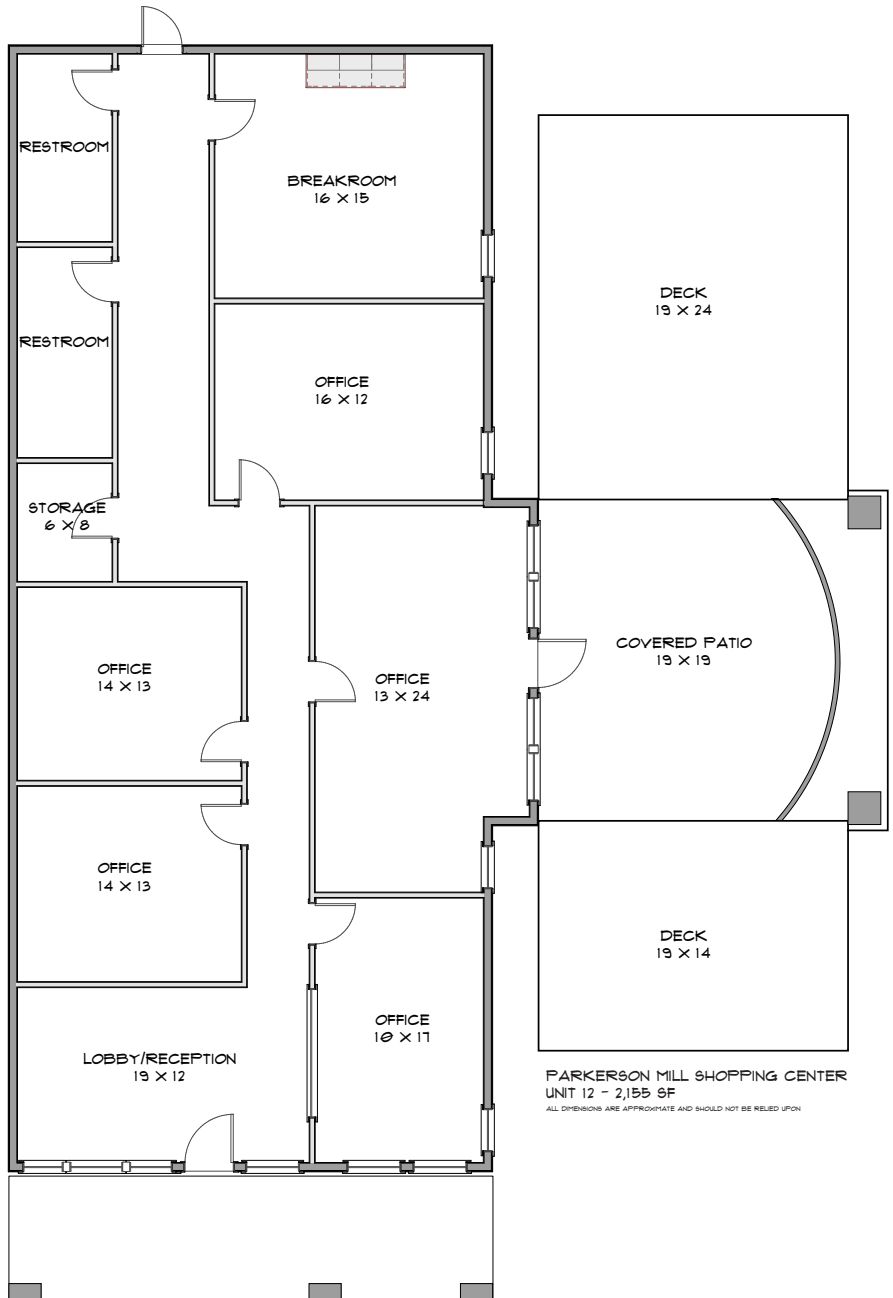 RESTROOM
BREAKROOM
16 X 15
DECK
19 X 24
RESTROOM
OFFICE
16 X 12
STORAGE
6 X 8
COVERED PATIO
19 X 19
OFFICE
14 X 13
OFFICE
13 X 24
OFFICE
14 X 13
DECK
19 X 14
OFFICE
10 X 17
LOBBY/RECEPTION
19 X 12
PARKERSON MILL SHOPPING CENTER
UNIT 12 - 2,155 SF
ALL DIMENSIONS ARE APPROXIMATE AND SHOULD NOT BE RELIED UPON